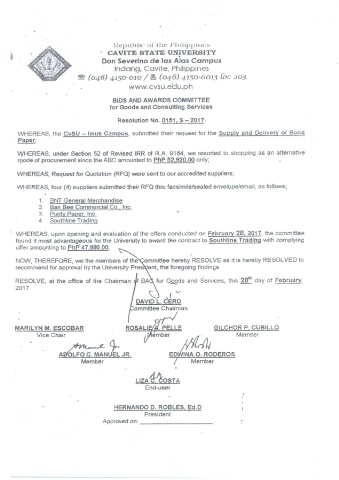 Republic of the Philippines
CAVITE STATE UNIVERSITY
Don Severino de las Alas Campus
Indang, Cavite, Philippines
☎ (046) 4150-010 / (046) 4150-0013 loc 203
www.cvsu.edu.ph
BIDS AND AWARDS COMMITTEE
for Goods and Consulting Services
Resolution No. 0151, S – 2017
WHEREAS, the CvSU – Imus Campus, submitted their request for the Supply and Delivery of Bond
Paper;
WHEREAS, under Section 52 of Revised IRR of R.A. 9184, we resorted to shopping as an alternative
mode of procurement since the ABC amounted to PhP 52,920.00 only;
WHEREAS, Request for Quotation (RFQ) were sent to our accredited suppliers;
WHEREAS, four (4) suppliers submitted their RFQ thru facsimile/sealed envelope/email, as follows;
1. BNT General Merchandise
2. Ban Bee Commercial Co., Inc.
3. Purity Paper, Inc.
4. Southline Trading
WHEREAS, upon opening and evaluation of the offers conducted on February 28, 2017, the committee
found it most advantageous for the University to award the contract to Southline Trading with complying
offer amounting to PhP 47,880.00;
NOW, THEREFORE, we the members of the Committee hereby RESOLVE as it is hereby RESOLVED to
recommend for approval by the University President, the foregoing findings
RESOLVE, at the office of the Chairman of BAC for Goods and Services, this 28th day of February,
2017.
DAVID L. CERO
Committee Chairman
MARILYN M. ESCOBAR ROSALIE A. PELLE GILCHOR P. CUBILLO
Vice Chair Member Member
ADOLFO C. MANUEL JR. EDWINA O. RODEROS
Member Member
LIZA C. COSTA
End-user
HERNANDO D. ROBLES, Ed.D
President
Approved on: